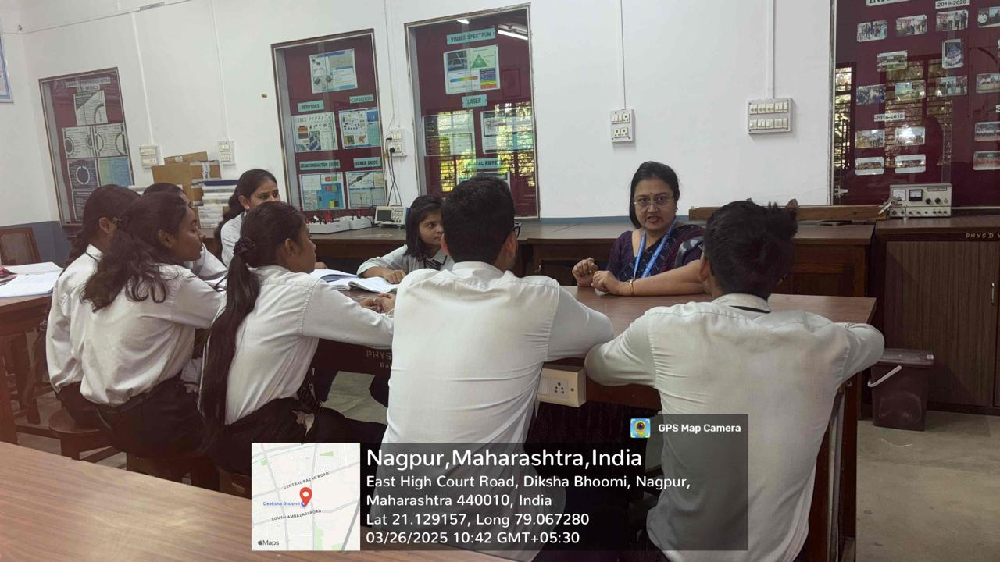 2019-2020
VISIBLE SPECTRUM
RESISTORS
CAPACITORS
LASER
2018-2019
SEMICONDUCTOR DIODE
ZENER DIODE
PHYS D
PHYS
GPS Map Camera
Nagpur,Maharashtra,India
East High Court Road, Diksha Bhoomi, Nagpur,
Maharashtra 440010, India
Lat 21.129157, Long 79.067280
03/26/2025 10:42 GMT+05:30
CENTRAL BAZAR ROAD
Deeksha Bhoomi
SOUTH AMBAZARI ROAD
Maps